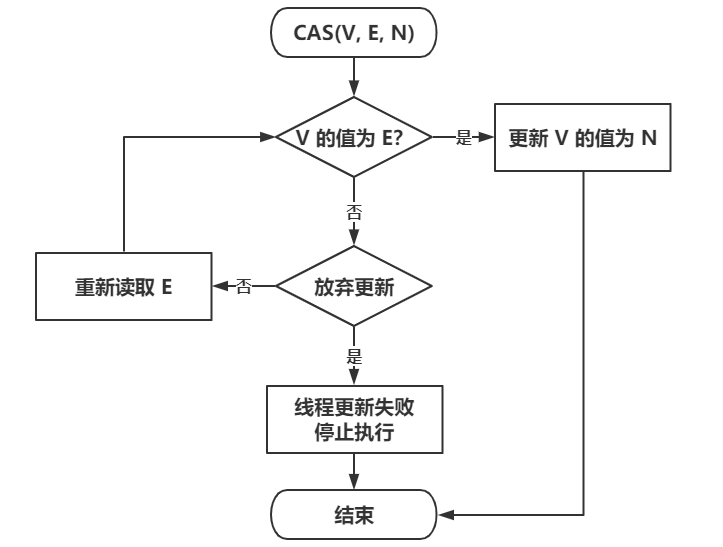 CAS(V, E, N)
V 的值为 E?
是
更新 V 的值为 N
否
重新读取 E
否
放弃更新
是
线程更新失败
停止执行
结束